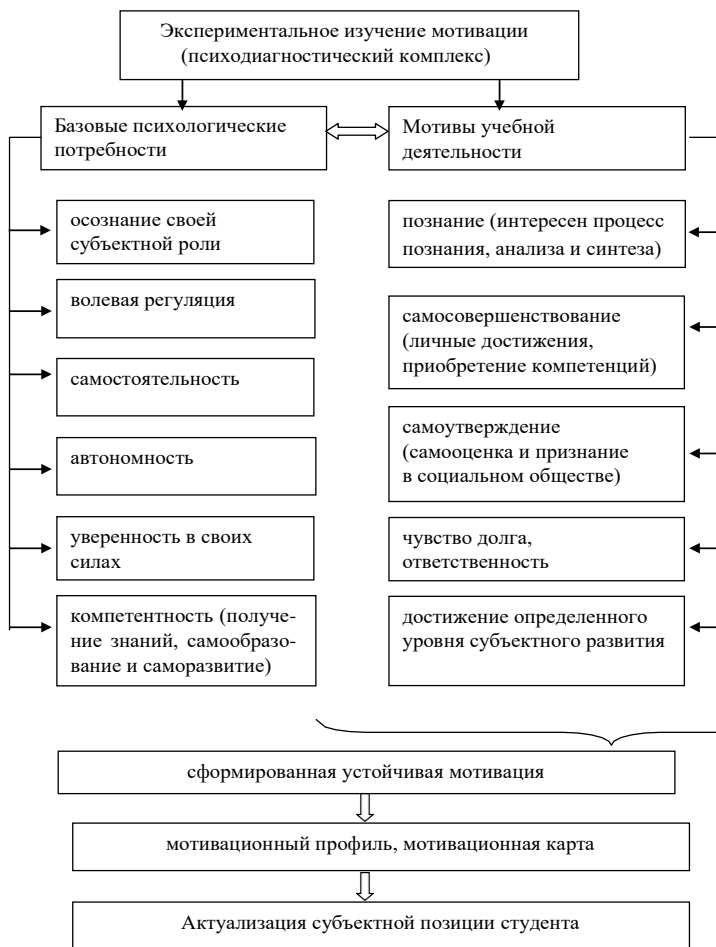 Экспериментальное изучение мотивации
(психодиагностический комплекс)
Базовые психологические
потребности
осознание своей
субъектной роли
волевая регуляция
самостоятельность
автономность
уверенность в своих
силах
компетентность (получе-
ние знаний, самообразо-
вание и саморазвитие)
Мотивы учебной
деятельности
познание (интересен процесс
познания, анализа и синтеза)
самосовершенствование
(личные достижения,
приобретение компетенций)
самоутверждение
(самооценка и признание
в социальном обществе)
чувство долга,
ответственность
достижение определенного
уровня субъектного развития
сформированная устойчивая мотивация
мотивационный профиль, мотивационная карта
Актуализация субъектной позиции студента